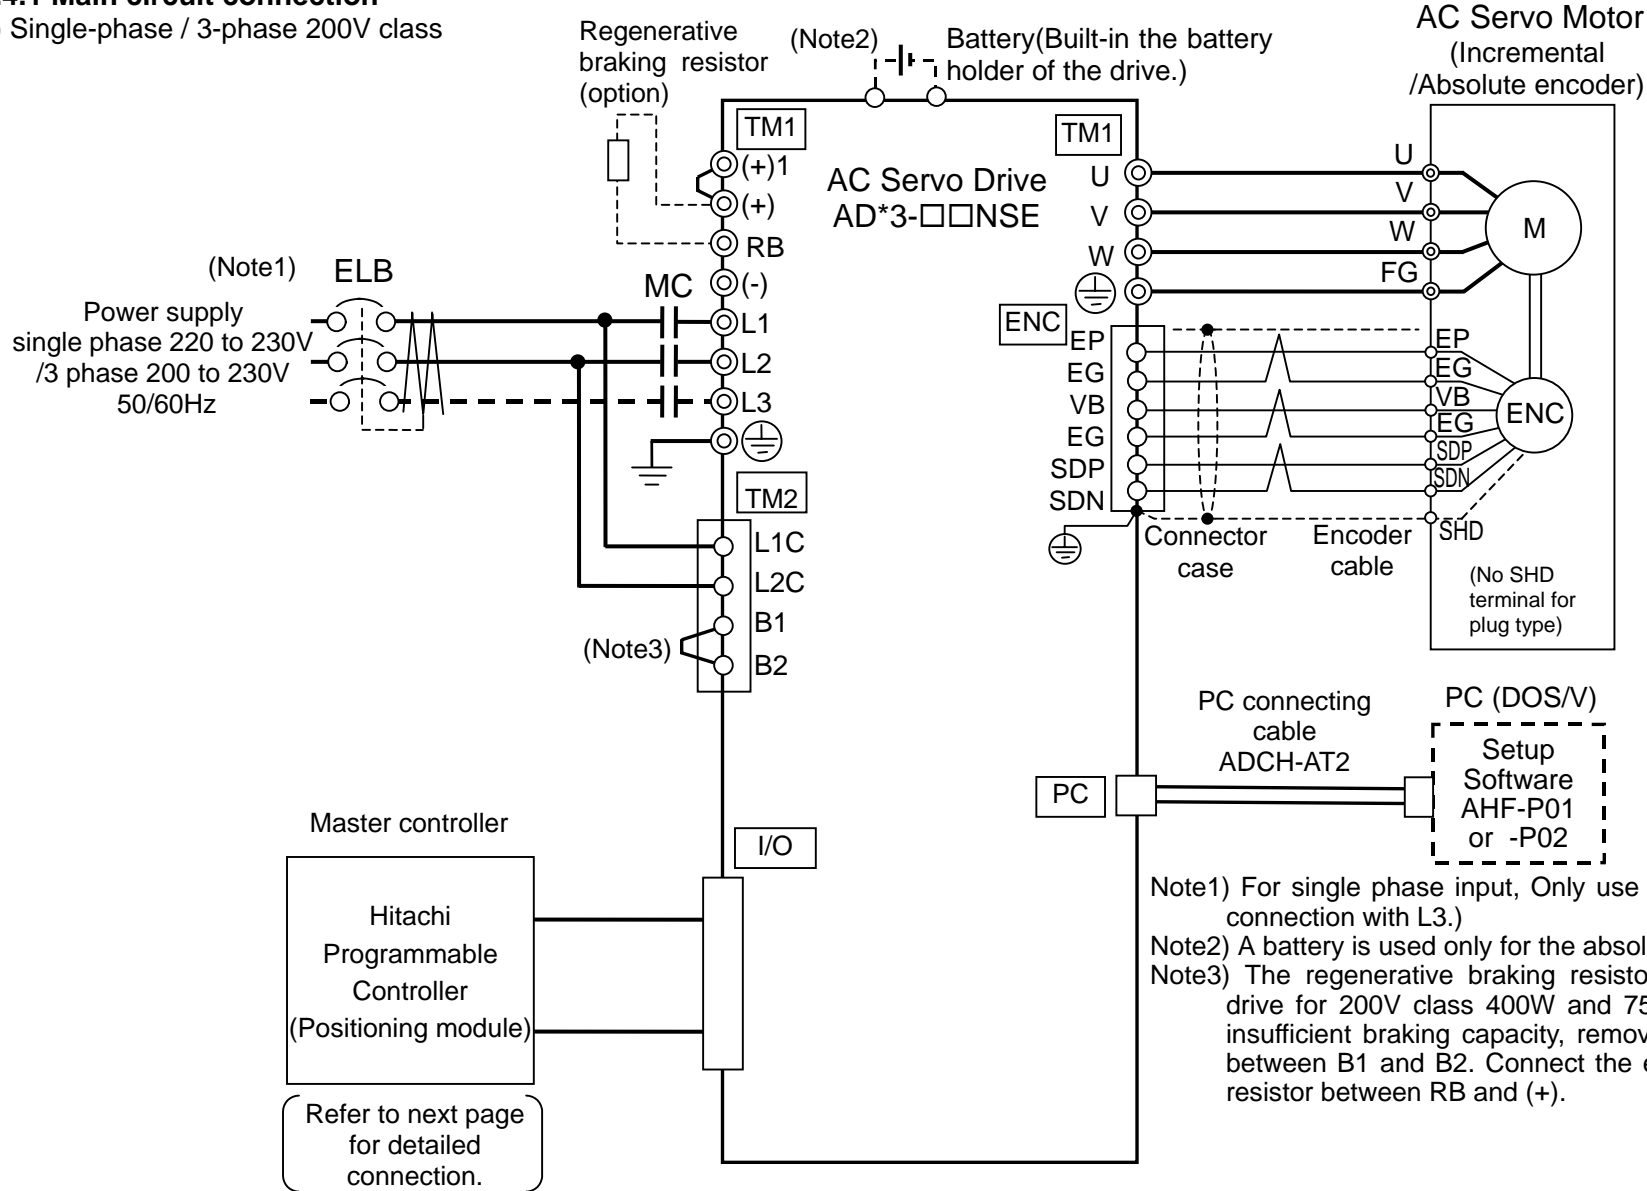 .4.1 Main circuit connection
) Single-phase / 3-phase 200V class
Regenerative
braking resistor
(option)
(Note2)
Battery(Built-in the battery
holder of the drive.)
AC Servo Motor
(Incremental
/Absolute encoder)
TM1
(+)1
(+)
RB
(-)
L1
L2
L3
AC Servo Drive
AD*3-□□NSE
TM1
U
V
W
U
V
W
FG
M
(Note1)
ELB
MC
Power supply
single phase 220 to 230V
/3 phase 200 to 230V
50/60Hz
ENC
EP
EG
VB
EG
SDP
SDN
EP
EG
VB
EG
SDP
SDN
SHD
ENC
Connector
case
Encoder
cable
(No SHD
terminal for
plug type)
TM2
L1C
L2C
B1
B2
(Note3)
PC connecting
cable
ADCH-AT2
PC (DOS/V)
Setup
Software
AHF-P01
or -P02
PC
I/O
Master controller
Hitachi
Programmable
Controller
(Positioning module)
Refer to next page
for detailed
connection.
Note1) For single phase input, Only use
connection with L3.)
Note2) A battery is used only for the absol
Note3) The regenerative braking resisto
drive for 200V class 400W and 75
insufficient braking capacity, remov
between B1 and B2. Connect the e
resistor between RB and (+).